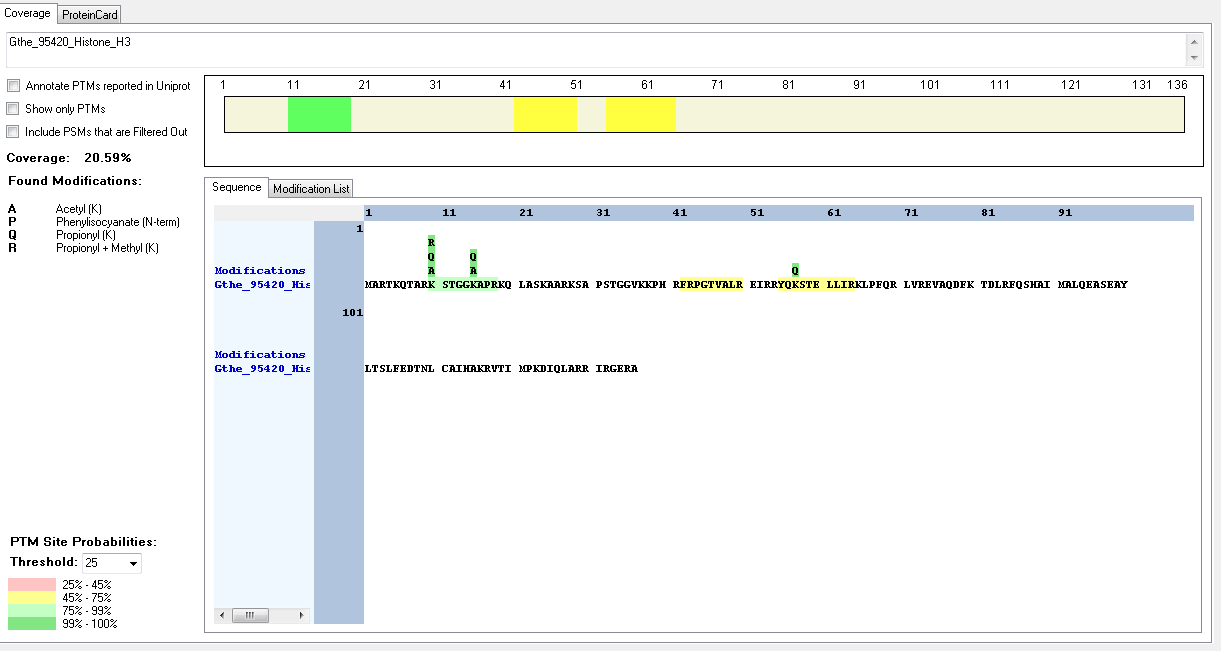 Coverage ProteinCard
Gthe_95420_Histone_H3
Annotate PTMs reported in Uniprot
Show only PTMs
Include PSMs that are Filtered Out
Coverage: 20.59%
1 11 21 31 41 51 61 71 81 91 101 111 121 131 136
Found Modifications:
A Acetyl (K)
P Phenylisocyanate (N-term)
Q Propionyl (K)
R Propionyl + Methyl (K)
Sequence Modification List
1 11 21 31 41 51 61 71 81 91
1
R
Q Q
Modifications A A Q
Gthe_95420_His MARTKQTARK STGGKAPRKQ LASKAARKSA PSTGGVKKPH RFRPGTVALR EIRRYQKSTE LLIRKLPFQR LVREVAQDFK TDLRFQSHAI MALQEASEAY
101
Modifications
Gthe_95420_His LTSLFEDTNL CAIHAKRVTI MPKDIQLARR IRGERA
PTM Site Probabilities:
Threshold: 25
25% - 45%
45% - 75%
75% - 99%
99% - 100%